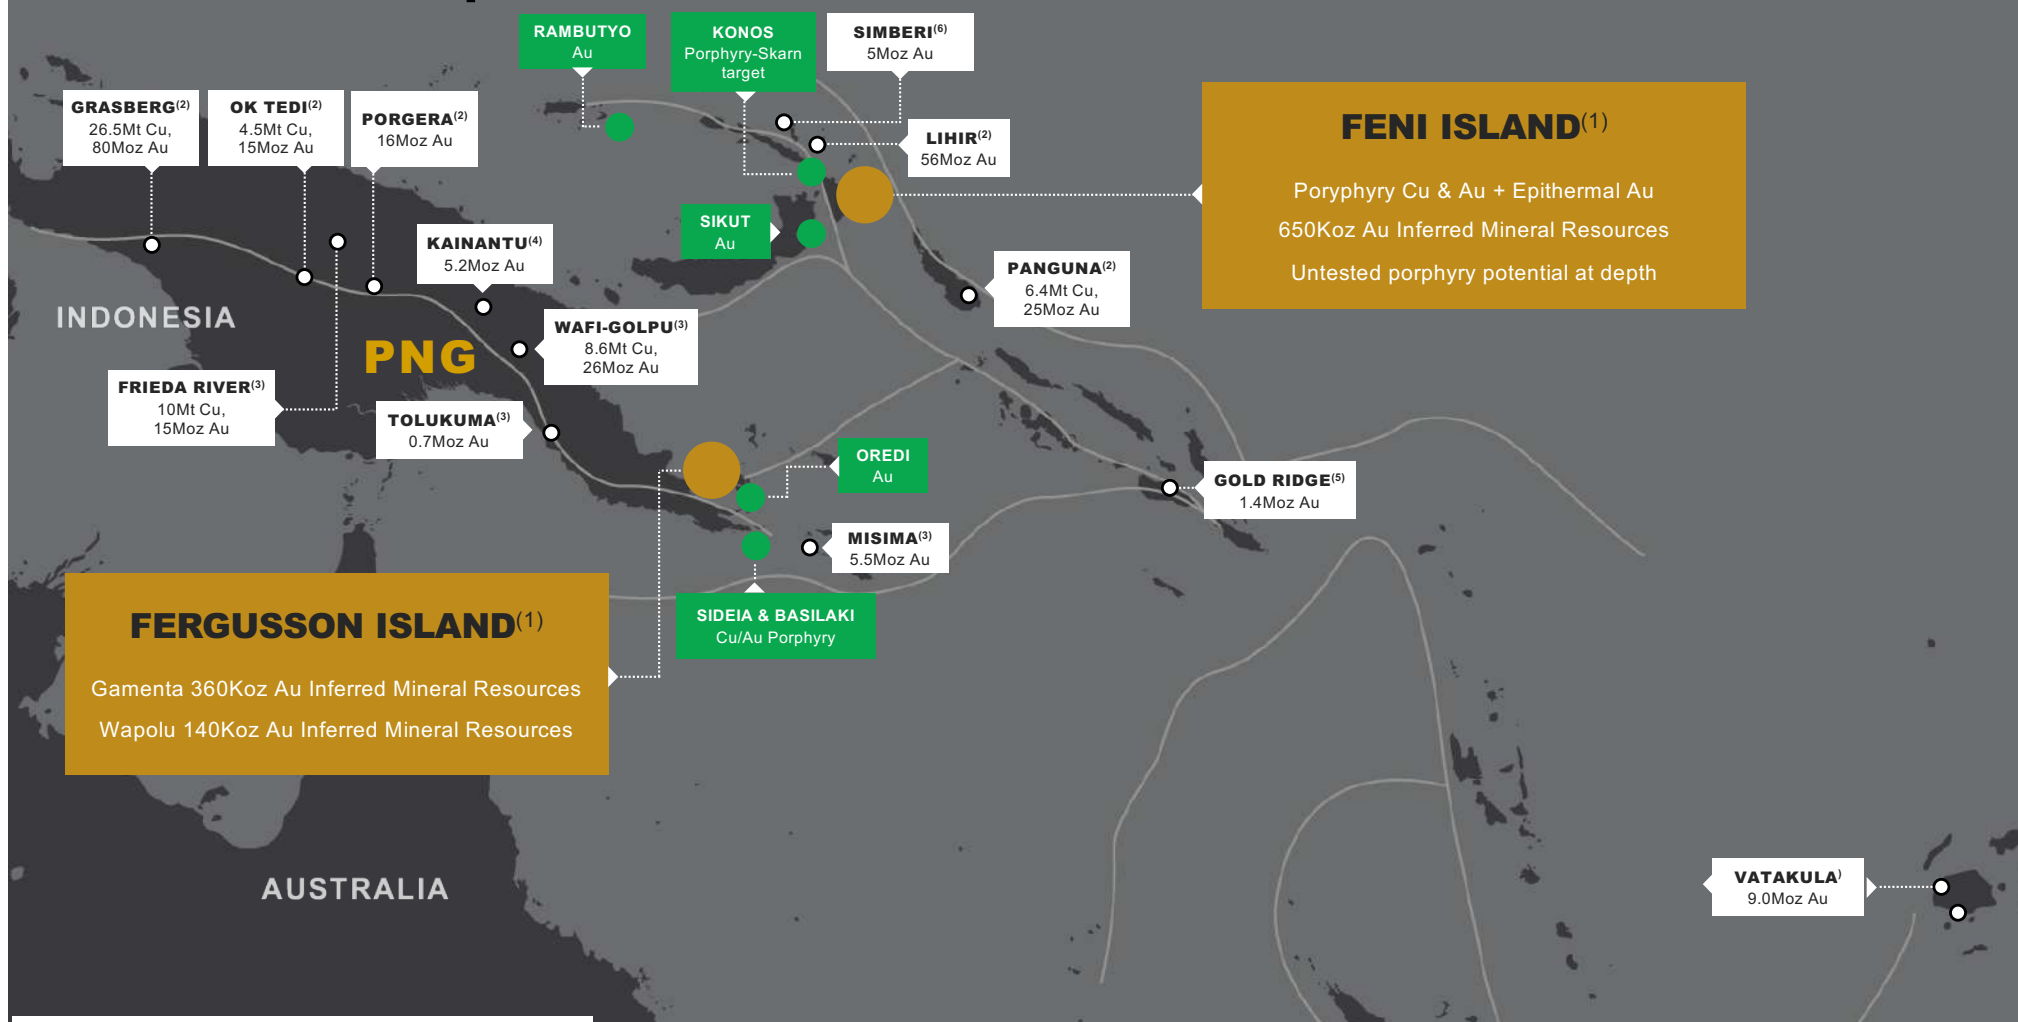 RAMBUTYO
Au
KONOS
Porphyry-Skarn
target
SIMBERI(6)
5Moz Au
GRASBERG(2)
26.5Mt Cu,
80Moz Au
OK TEDI(2)
4.5Mt Cu,
15Moz Au
PORGERA(2)
16Moz Au
LIHIR(2)
56Moz Au
FENI ISLAND(1)
Poryphyry Cu & Au + Epithermal Au
650Koz Au Inferred Mineral Resources
Untested porphyry potential at depth
SIKUT
Au
KAINANTU(4)
5.2Moz Au
PANGUNA(2)
6.4Mt Cu,
25Moz Au
INDONESIA
PNG
WAFI-GOLPU(3)
8.6Mt Cu,
26Moz Au
FRIEDA RIVER(3)
10Mt Cu,
15Moz Au
TOLUKUMA(3)
0.7Moz Au
OREDI
Au
GOLD RIDGE(5)
1.4Moz Au
MISIMA(3)
5.5Moz Au
FERGUSSON ISLAND(1)
Gamenta 360Koz Au Inferred Mineral Resources
Wapolu 140Koz Au Inferred Mineral Resources
SIDEIA & BASILAKI
Cu/Au Porphyry
AUSTRALIA
VATAKULA)
9.0Moz Au